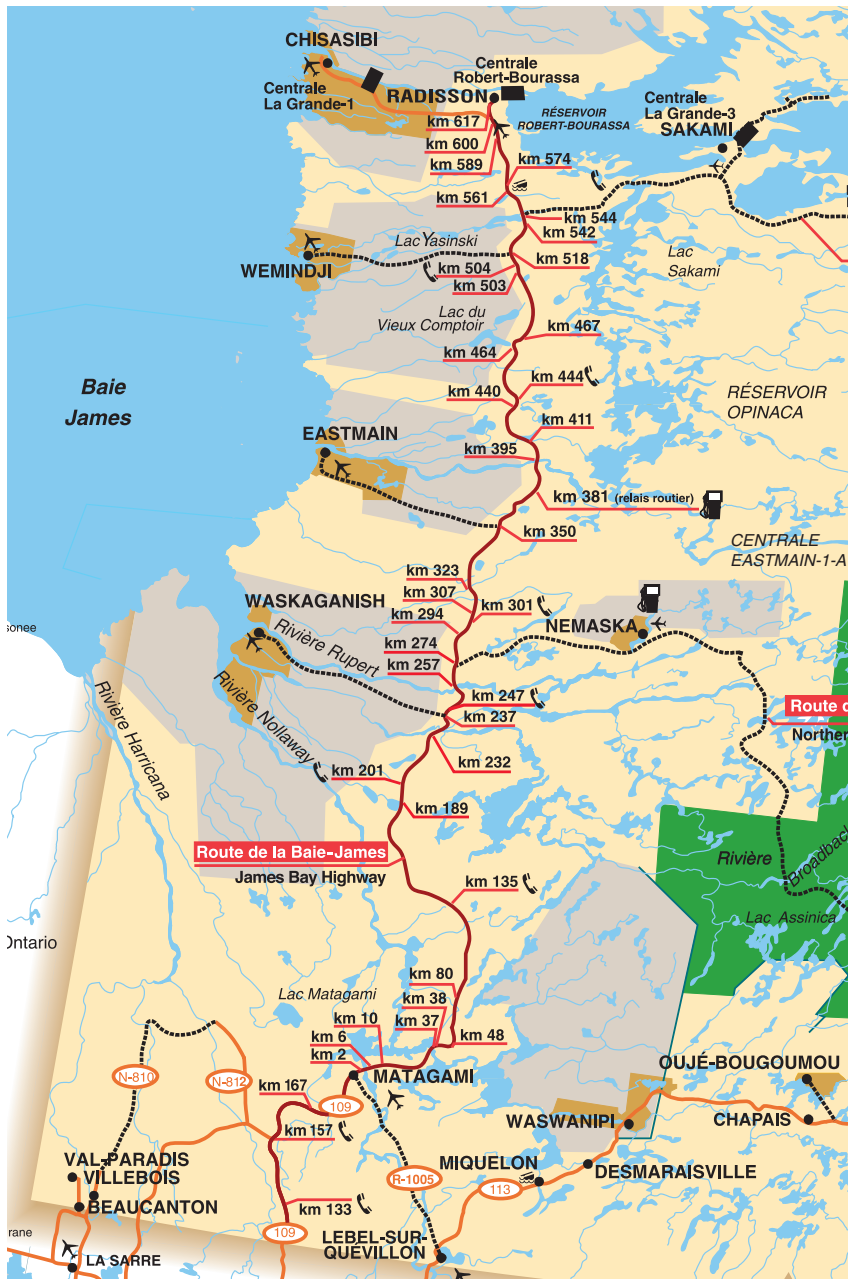 CHISASIBI
Centrale
Robert-Bourassa
Centrale
La Grande-1
RADISSON
RÉSERVOIR
ROBERT-BOURASSA
Centrale
La Grande-3
SAKAMI
km 617
km 600
km 589
km 574
km 561
km 544
km 542
Lac Yasinski
km 518
WEMINDJI
km 504
km 503
Lac
Sakami
Lac du
Vieux Comptoir
km 467
km 464
Baie
James
km 444
km 440
RÉSERVOIR
OPINACA
km 411
EASTMAIN
km 395
km 381 (relais routier)
km 350
CENTRALE
EASTMAIN-1-A
km 323
WASKAGANISH
km 307
km 301
km 294
NEMASKA
sonee
Rivière Rupert
km 274
km 257
Rivière Nollaway
km 247
km 237
Rivière Harricana
Route d
Norther
km 232
km 201
km 189
Route de la Baie-James
James Bay Highway
Rivière
Broadback
km 135
Lac Assinica
Ontario
km 80
Lac Matagami
km 38
km 37
km 10
km 6
km 48
km 2
OUJÉ-BOUGOUMOU
MATAGAMI
N-810
N-812
km 167
109
WASWANIPI
CHAPAIS
km 157
VAL-PARADIS
VILLEBOIS
MIQUELON
DESMARAISVILLE
R-1005
113
BEAUCANTON
km 133
109
LEBEL-SUR-
QUÉVILLON
rane
LA SARRE